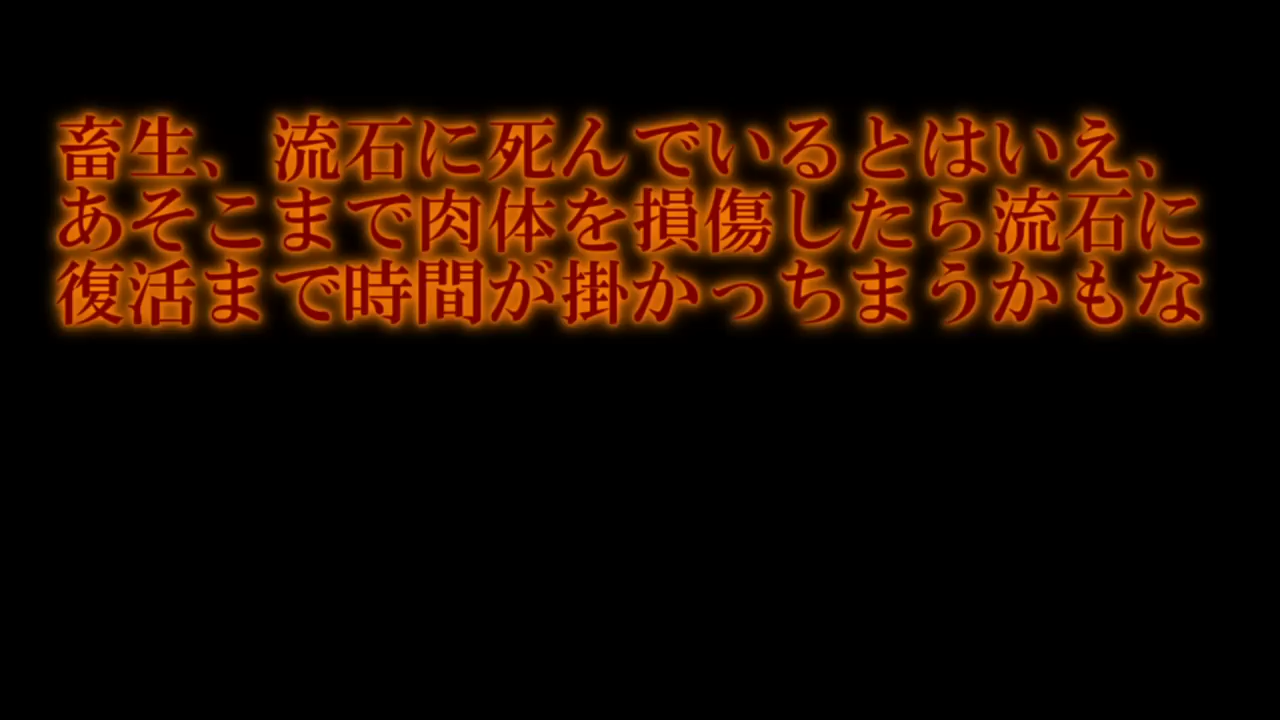 畜生、流石に死んでいるとはいえ、
あそこまで肉体を損傷したら流石に
復活まで時間が掛かっちまうかもな